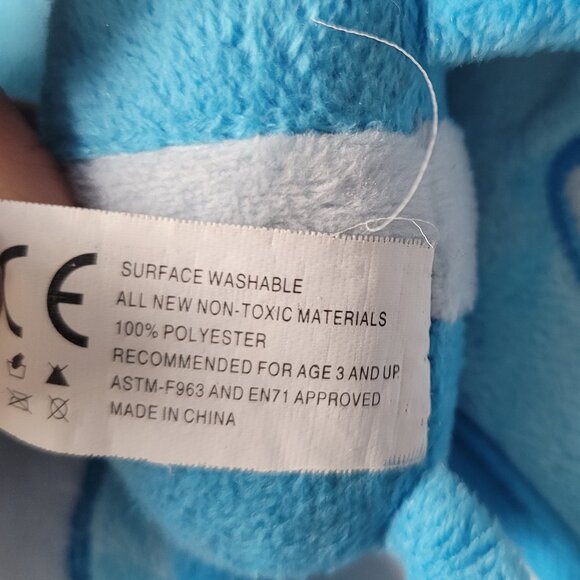 CE
SURFACE WASHABLE
ALL NEW NON-TOXIC MATERIALS
100% POLYESTER
RECOMMENDED FOR AGE 3 AND UP
ASTM-F963 AND EN71 APPROVED
MADE IN CHINA